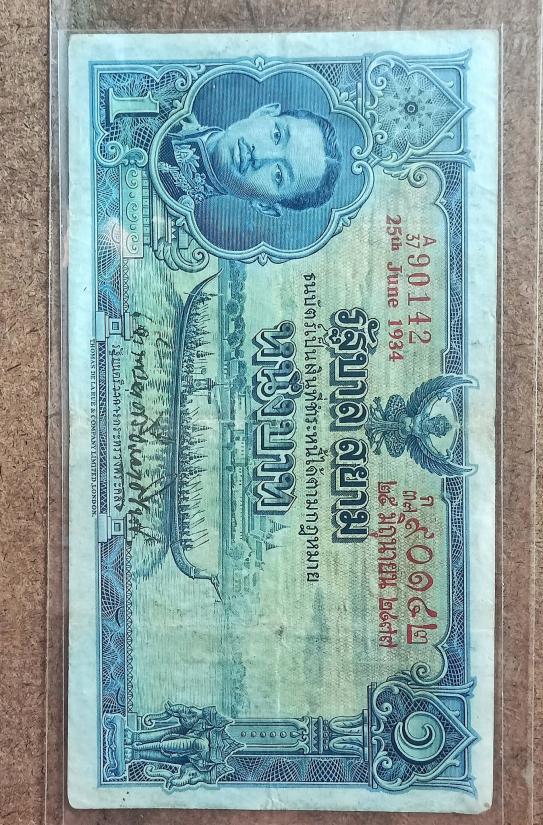 A/37 90142
25th June 1934
ก/๓๗ ๙๐๑๔๒
๒๕ มิถุนายน ๒๔๗๗
รัฐบาล สยาม
ธนบัตร์เป็นเงินที่ชำระหนี้ได้ตามกฎหมาย
หนึ่งบาท
1
๑
รัฐมนตรีว่าการกระทรวงพระคลัง
THOMAS DE LA RUE & COMPANY LIMITED, LONDON.